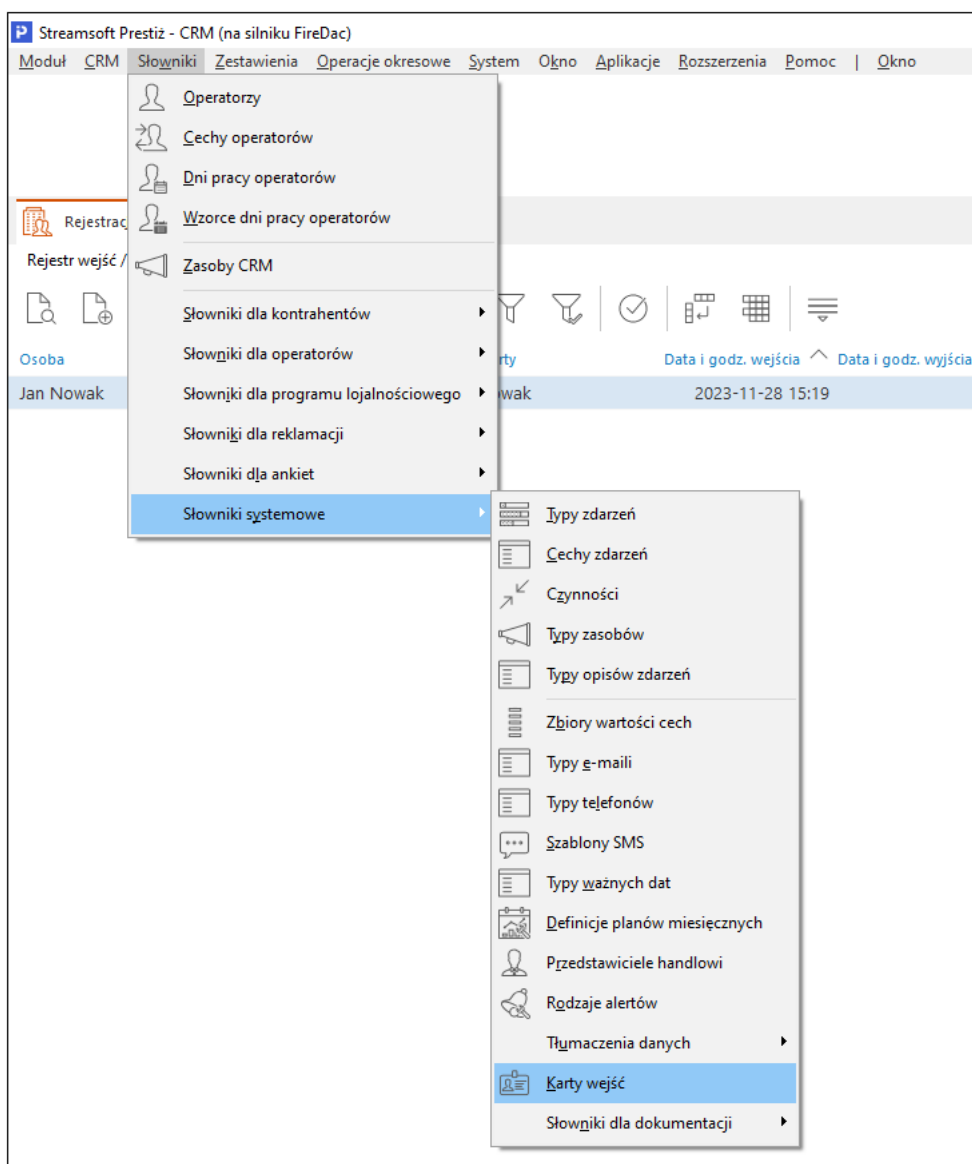 Streamsoft Prestiż - CRM (na silniku FireDac)
Moduł CRM Słowniki Zestawienia Operacje okresowe System Okno Aplikacje Rozszerzenia Pomoc | Okno
Operatorzy
Cechy operatorów
Dni pracy operatorów
Wzorce dni pracy operatorów
Zasoby CRM
Słowniki dla kontrahentów
Słowniki dla operatorów
Słowniki dla programu lojalnościowego
Słowniki dla reklamacji
Słowniki dla ankiet
Słowniki systemowe
Rejestrac
Rejestr wejść /
Osoba rty Data i godz. wejścia Data i godz. wyjścia
Jan Nowak wak 2023-11-28 15:19
Typy zdarzeń
Cechy zdarzeń
Czynności
Typy zasobów
Typy opisów zdarzeń
Zbiory wartości cech
Typy e-maili
Typy telefonów
Szablony SMS
Typy ważnych dat
Definicje planów miesięcznych
Przedstawiciele handlowi
Rodzaje alertów
Tłumaczenia danych
Karty wejść
Słowniki dla dokumentacji